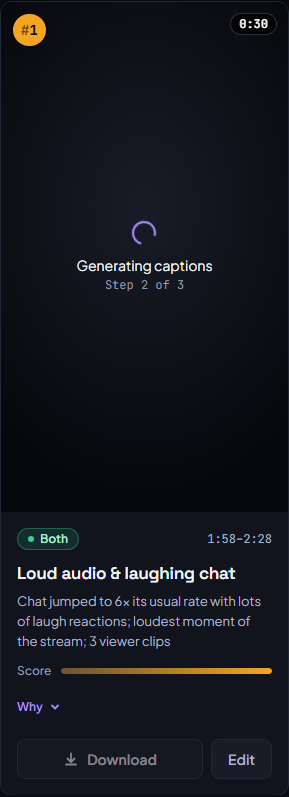 #1
0:30
Generating captions
Step 2 of 3
Both
1:58–2:28
Loud audio & laughing chat
Chat jumped to 6× its usual rate with lots
of laugh reactions; loudest moment of
the stream; 3 viewer clips
Score
Why
Download
Edit